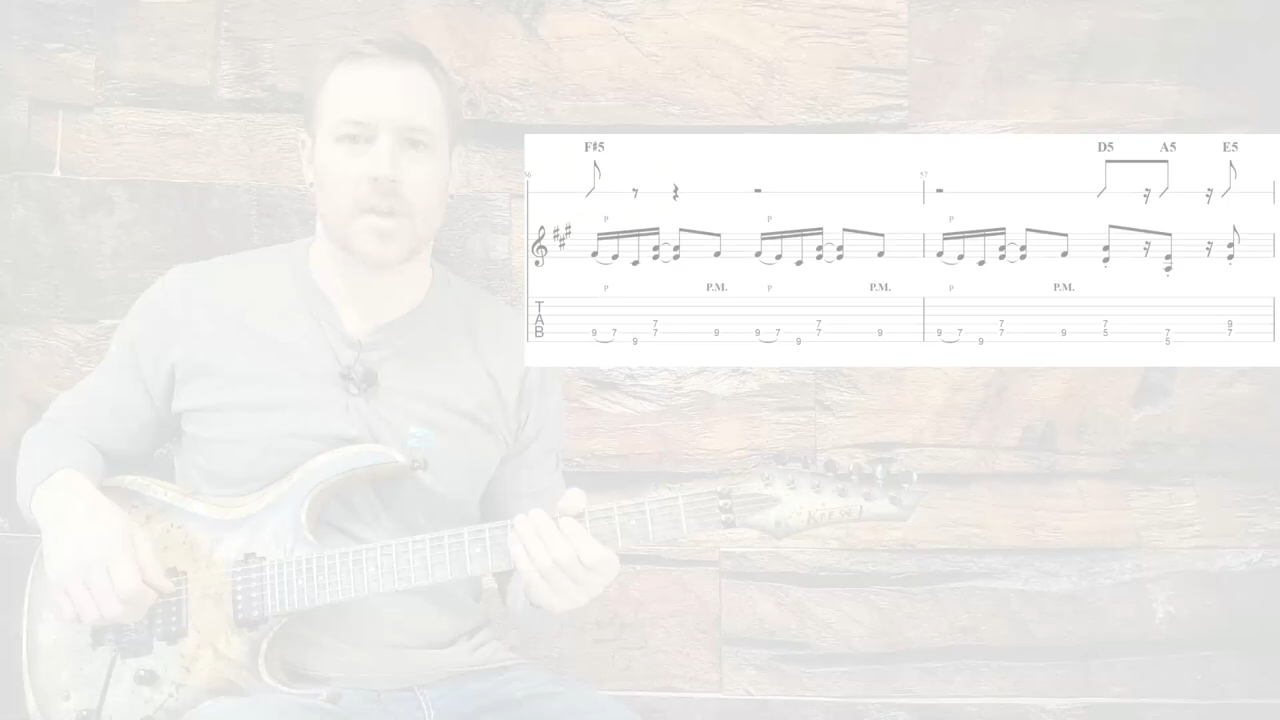 F#5 D5 A5 E5
56 57
P P P
P P.M. P P.M. P P.M.
T
A 7 7 7 7 9
B 9 7 7 9 9 7 7 9 9 7 7 9 5 7 7
9 9 9 5
KIESEL